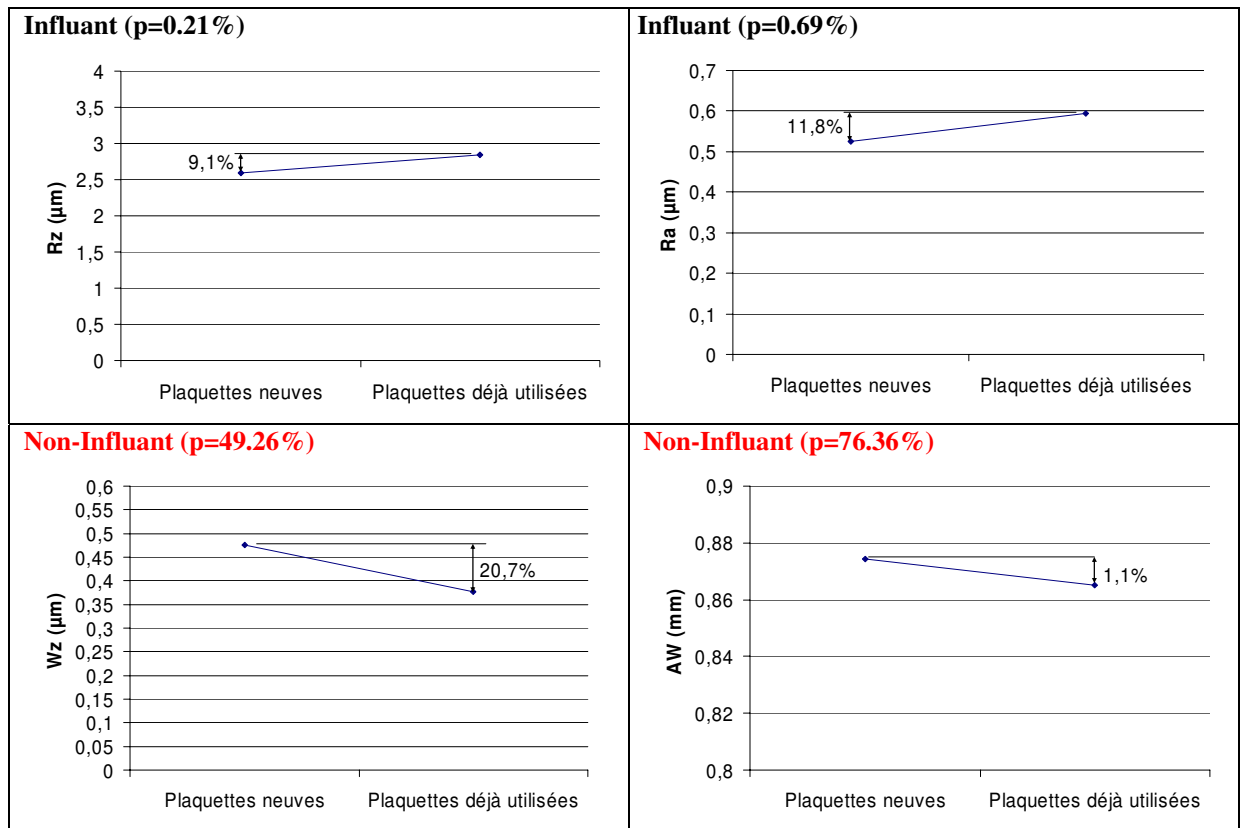 Influant (p=0.21%)
4
3,5
3
2,5
2
1,5
1
0,5
0
Rz (µm)
9,1%
Plaquettes neuves
Plaquettes déjà utilisées
Influant (p=0.69%)
0,7
0,6
0,5
0,4
0,3
0,2
0,1
0
Ra (µm)
11,8%
Plaquettes neuves
Plaquettes déjà utilisées
Non-Influant (p=49.26%)
0,6
0,55
0,5
0,45
0,4
0,35
0,3
0,25
0,2
0,15
0,1
0,05
0
Wz (µm)
20,7%
Plaquettes neuves
Plaquettes déjà utilisées
Non-Influant (p=76.36%)
0,9
0,88
0,86
0,84
0,82
0,8
AW (mm)
1,1%
Plaquettes neuves
Plaquettes déjà utilisées